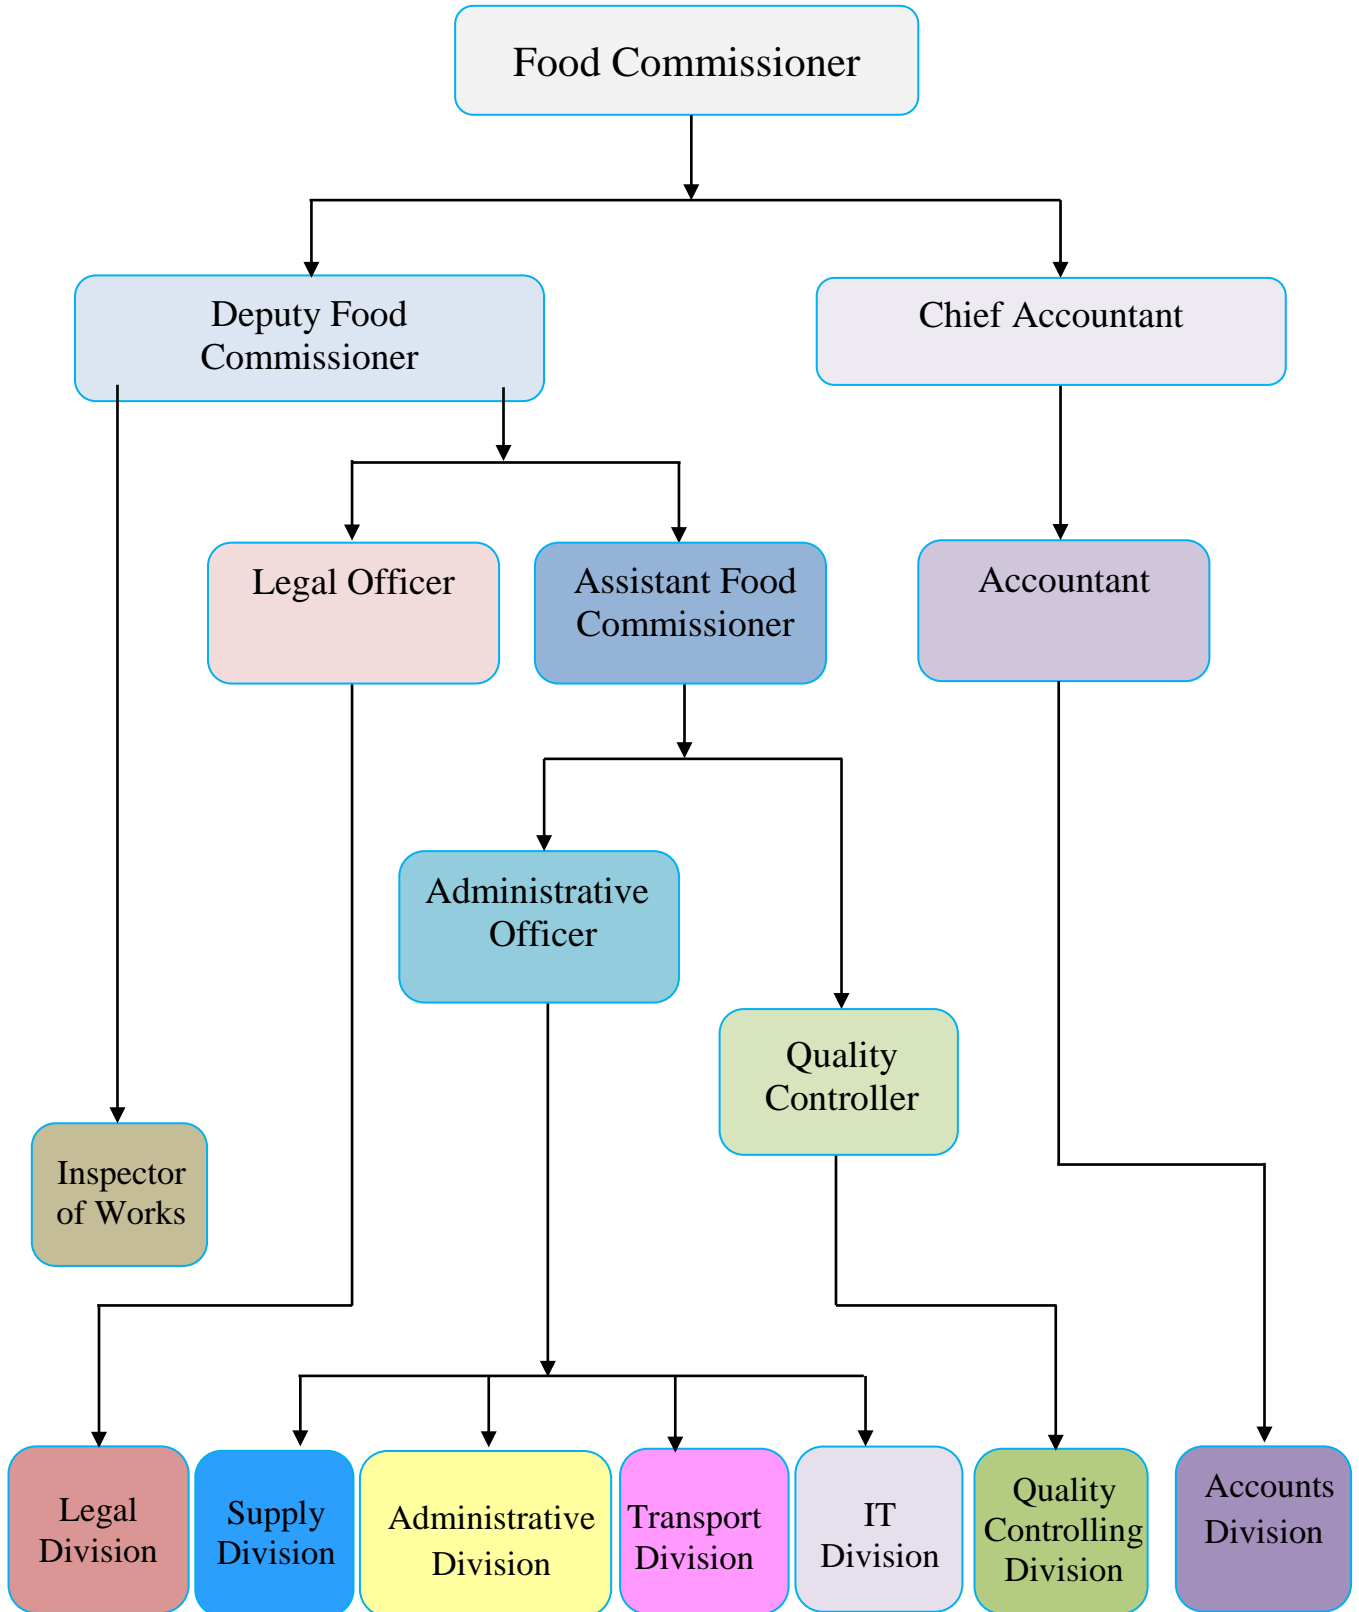 Food Commissioner
Deputy Food
Commissioner
Chief Accountant
Legal Officer
Assistant Food
Commissioner
Accountant
Administrative
Officer
Quality
Controller
Inspector
of Works
Legal
Division
Supply
Division
Administrative
Division
Transport
Division
IT
Division
Quality
Controlling
Division
Accounts
Division